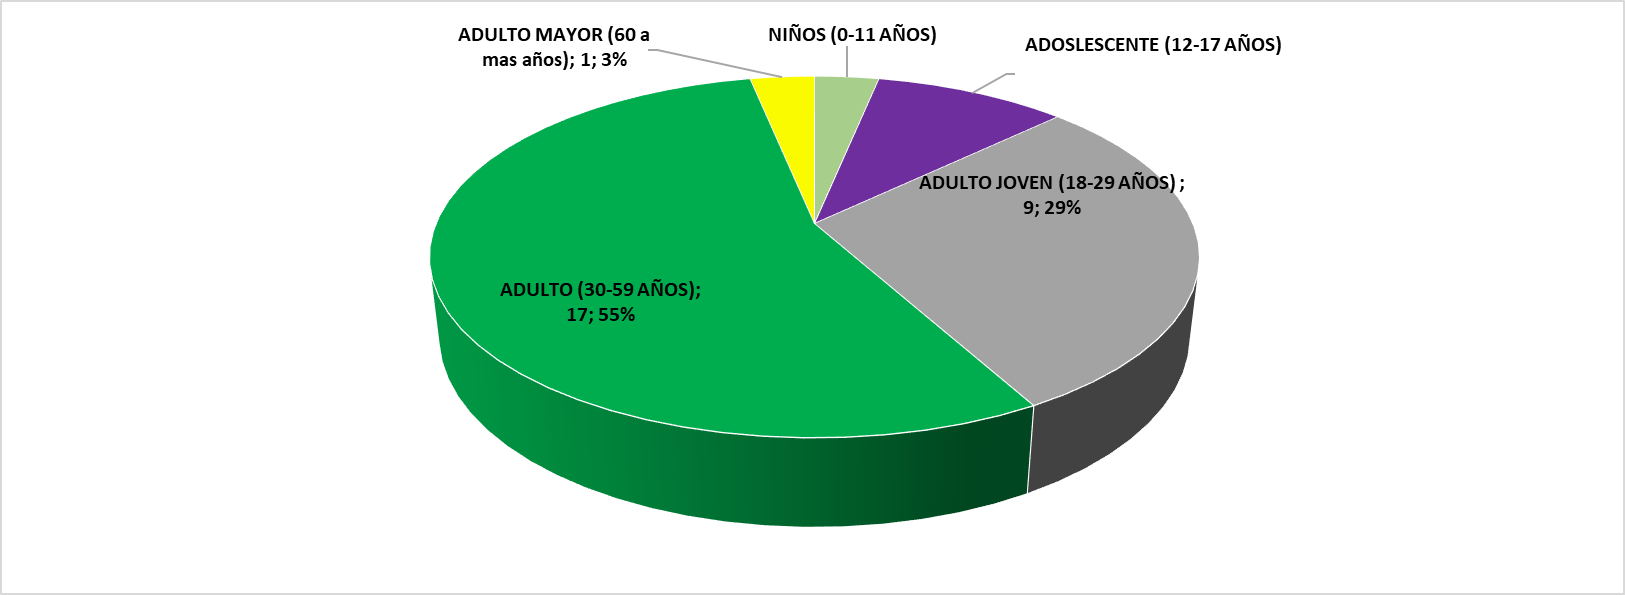 ADULTO MAYOR (60 a
mas años); 1; 3%
NIÑOS (0-11 AÑOS)
ADOSLESCENTE (12-17 AÑOS)
ADULTO JOVEN (18-29 AÑOS) ;
9; 29%
ADULTO (30-59 AÑOS);
17; 55%